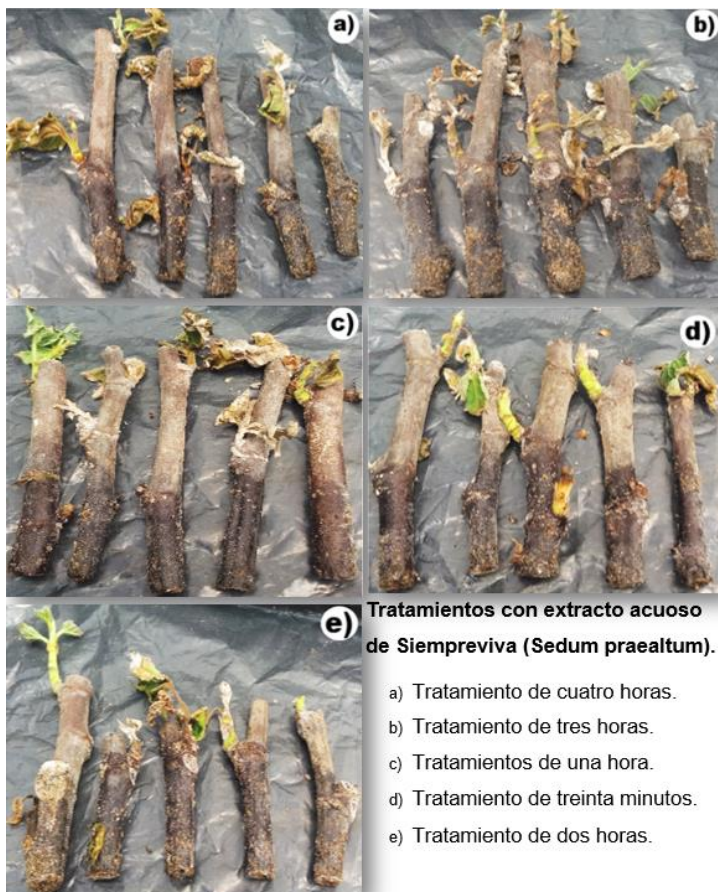 a)
b)
c)
d)
e)
Tratamientos con extracto acuoso
de Siempreviva (Sedum praealtum).
a) Tratamiento de cuatro horas.
b) Tratamiento de tres horas.
c) Tratamientos de una hora.
d) Tratamiento de treinta minutos.
e) Tratamiento de dos horas.